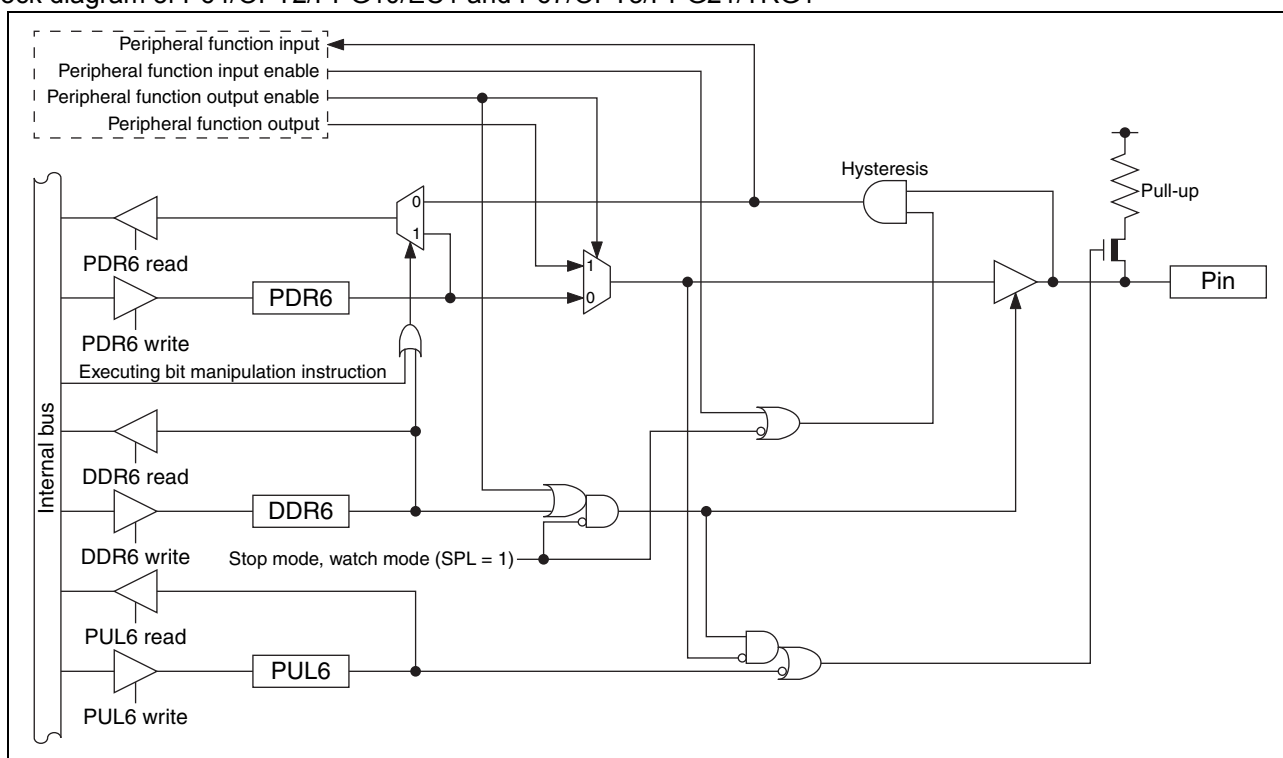 Peripheral function input
Peripheral function input enable
Peripheral function output enable
Peripheral function output
Hysteresis
Pull-up
0
1
PDR6 read
1
0
PDR6
Pin
PDR6 write
Executing bit manipulation instruction
Internal bus
DDR6 read
DDR6
DDR6 write
Stop mode, watch mode (SPL = 1)
PUL6 read
PUL6
PUL6 write